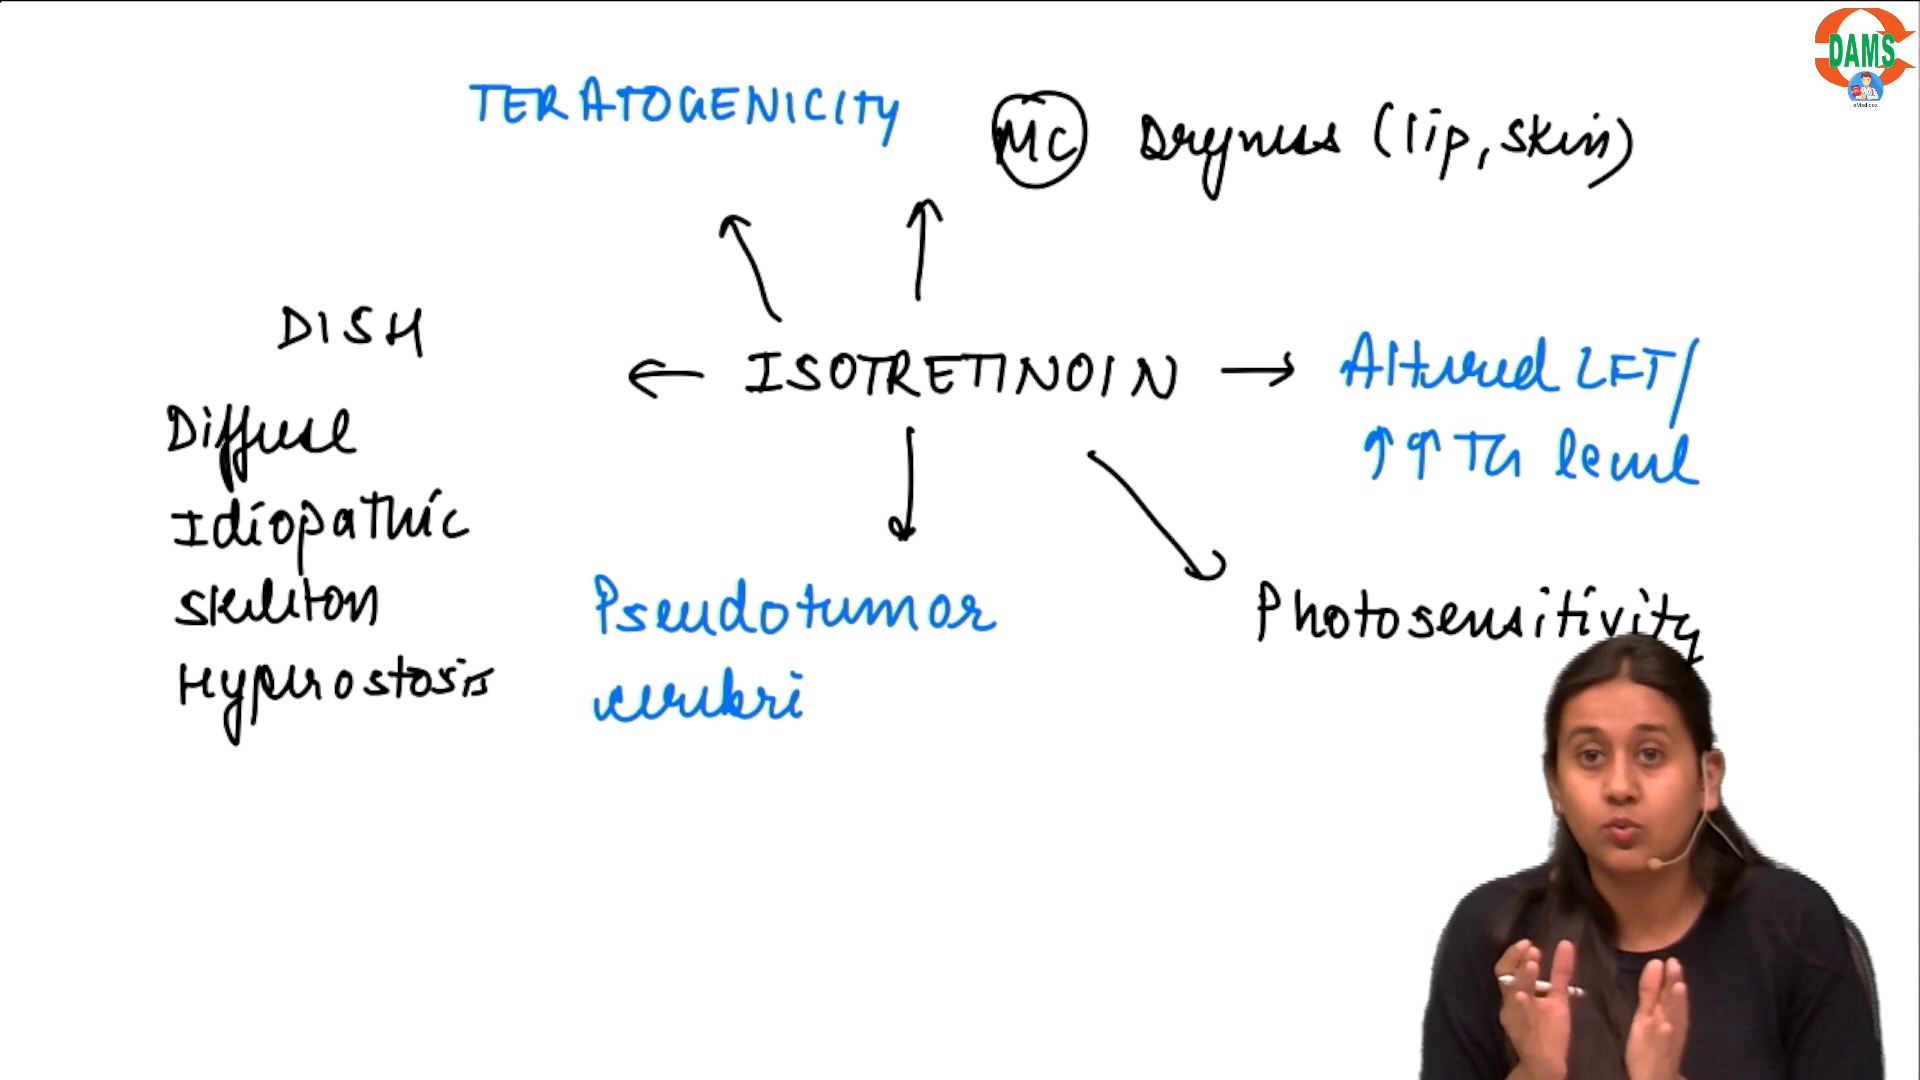 DAMS
eMedicoz
TERATOGENICITY
MC Dryness (lip, skin)
DISH
ISOTRETINOIN
Altered LFT/
↑↑ TG level
Diffuse
Idiopathic
skeleton
Hyperostosis
Pseudotumor
cerebri
Photosensitivity